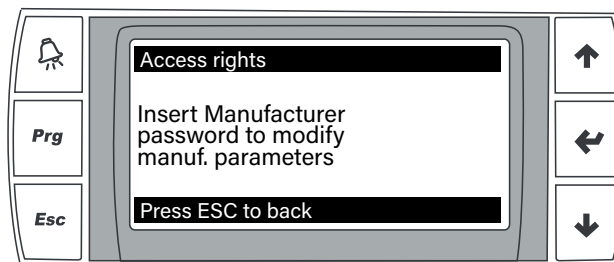 Access rights
Prg
Insert Manufacturer
password to modify
manuf. parameters
Esc
Press ESC to back